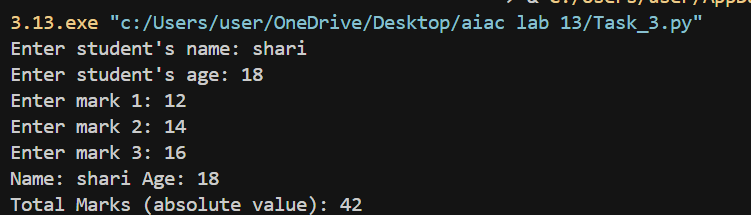 3.13.exe "c:/Users/user/OneDrive/Desktop/aiac lab 13/Task_3.py"
Enter student's name: shari
Enter student's age: 18
Enter mark 1: 12
Enter mark 2: 14
Enter mark 3: 16
Name: shari Age: 18
Total Marks (absolute value): 42